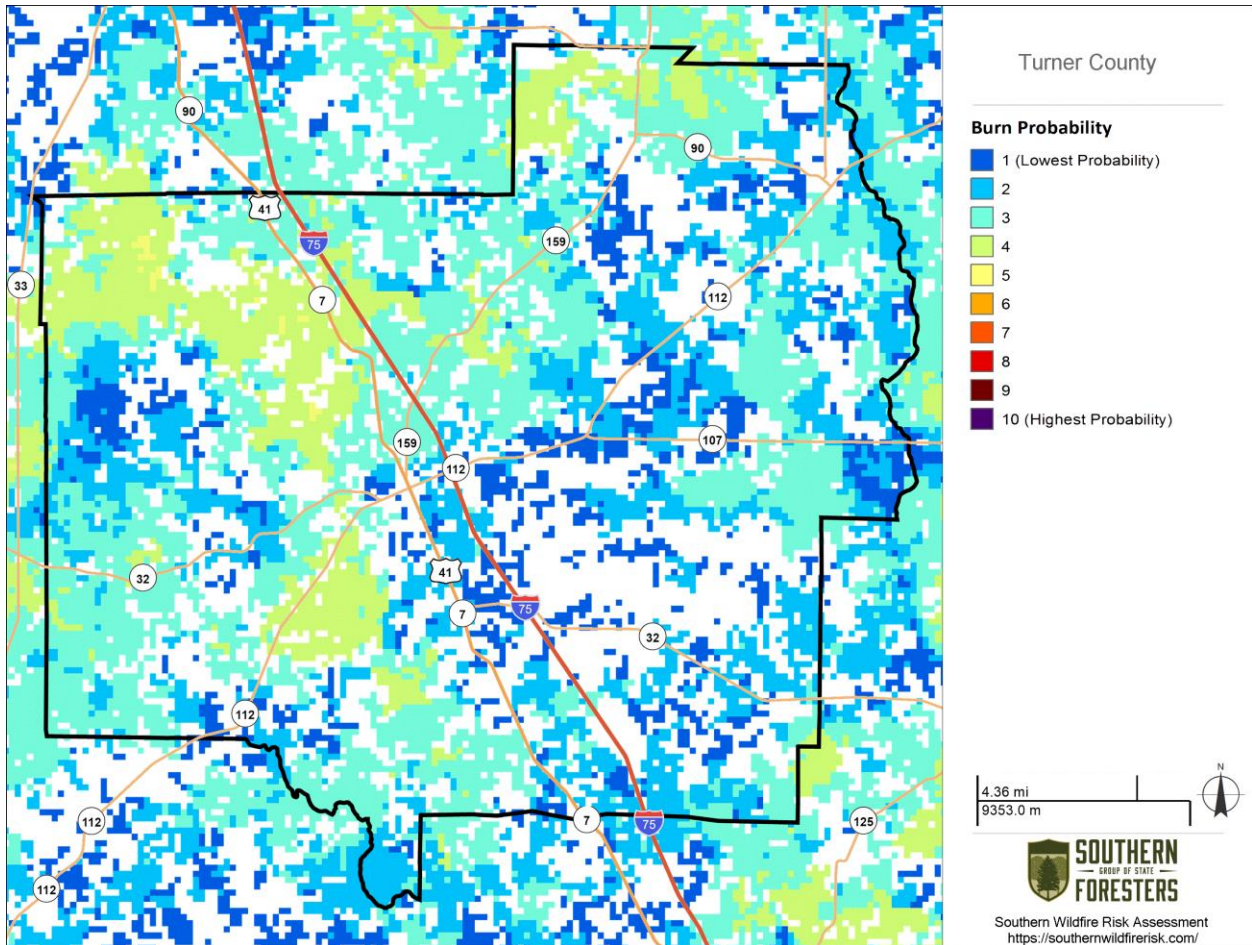 Turner County
Burn Probability
1 (Lowest Probability)
2
3
4
5
6
7
8
9
10 (Highest Probability)
90
41
75
33
7
159
90
112
159
112
107
32
41
7
75
32
112
112
7
75
125
112
N
4.36 mi
9353.0 m
SOUTHERN
GROUP OF STATE
FORESTERS
Southern Wildfire Risk Assessment
https://southernwildfirerisk.com/